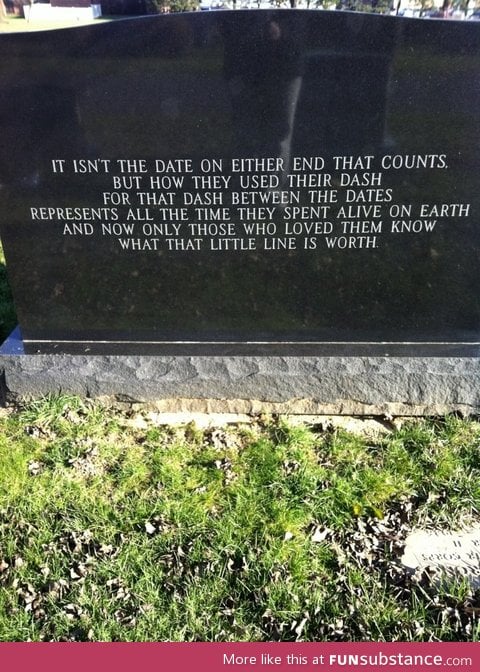 IT ISN'T THE DATE ON EITHER END THAT COUNTS,
BUT HOW THEY USED THEIR DASH
FOR THAT DASH BETWEEN THE DATES
REPRESENTS ALL THE TIME THEY SPENT ALIVE ON EARTH
AND NOW ONLY THOSE WHO LOVED THEM KNOW
WHAT THAT LITTLE LINE IS WORTH.
CORPS
II
More like this at FUNsubstance.com